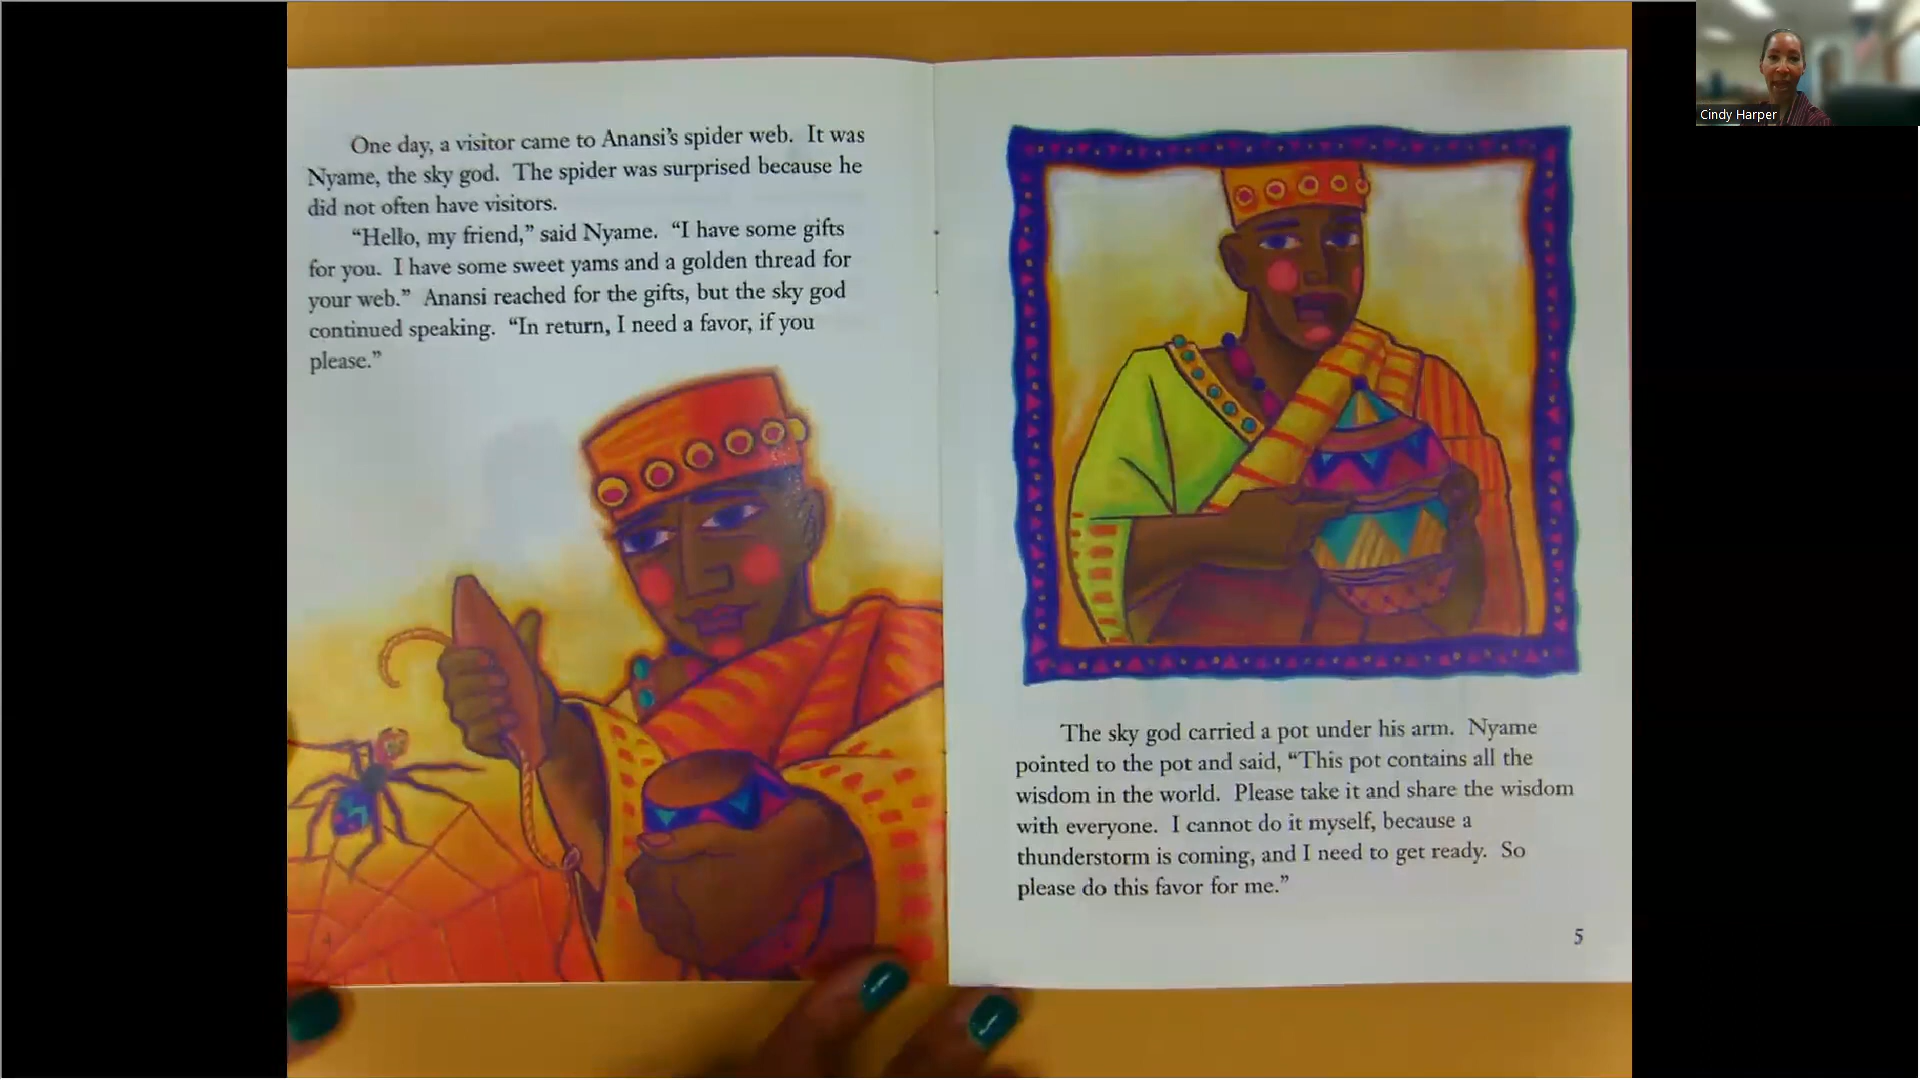 One day, a visitor came to Anansi's spider web. It was
Nyame, the sky god. The spider was surprised because he
did not often have visitors.
"Hello, my friend," said Nyame. "I have some gifts
for you. I have some sweet yams and a golden thread for
your web." Anansi reached for the gifts, but the sky god
continued speaking. "In return, I need a favor, if you
please."
The sky god carried a pot under his arm. Nyame
pointed to the pot and said, "This pot contains all the
wisdom in the world. Please take it and share the wisdom
with everyone. I cannot do it myself, because a
thunderstorm is coming, and I need to get ready. So
please do this favor for me."
5
Cindy Harper